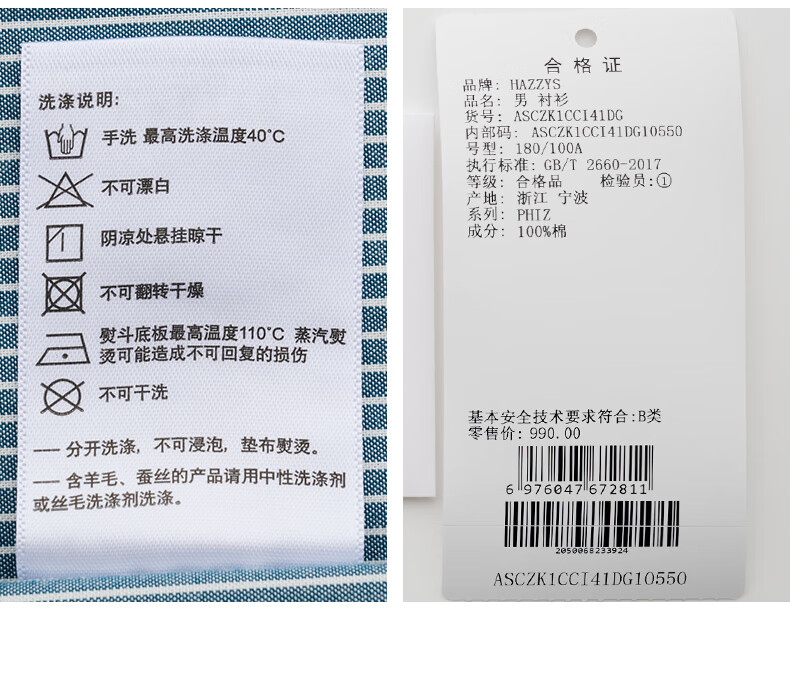 洗涤说明:
手洗 最高洗涤温度40°C
不可漂白
阴凉处悬挂晾干
不可翻转干燥
熨斗底板最高温度110°C 蒸汽熨
烫可能造成不可回复的损伤
不可干洗
—— 分开洗涤, 不可浸泡, 垫布熨烫。
—— 含羊毛、蚕丝的产品请用中性洗涤剂
或丝毛洗涤剂洗涤。
合格证
品牌: HAZZYS
品名: 男 衬衫
货号: ASCZK1CCI41DG
内部码: ASCZK1CCI41DG10550
号型: 180/100A
执行标准: GB/T 2660-2017
等级: 合格品 检验员:①
产地: 浙江 宁波
系列: PHIZ
成分: 100%棉
基本安全技术要求符合:B类
零售价: 990.00
6 976047 672811
2050068233924
ASCZK1CCI41DG10550